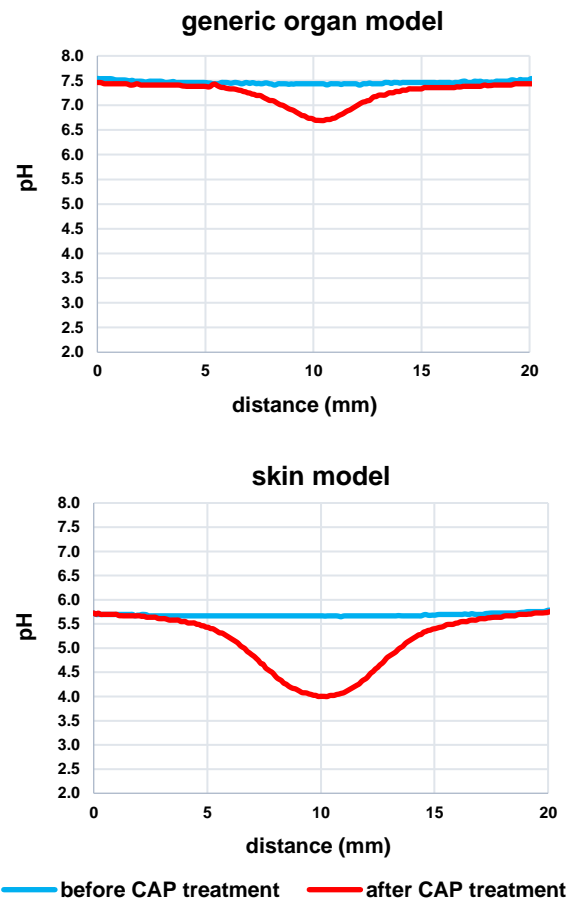 generic organ model
8.0
7.5
7.0
6.5
6.0
5.5
5.0
4.5
4.0
3.5
3.0
2.5
2.0
pH
0 5 10 15 20
distance (mm)
skin model
8.0
7.5
7.0
6.5
6.0
5.5
5.0
4.5
4.0
3.5
3.0
2.5
2.0
pH
0 5 10 15 20
distance (mm)
before CAP treatment after CAP treatment